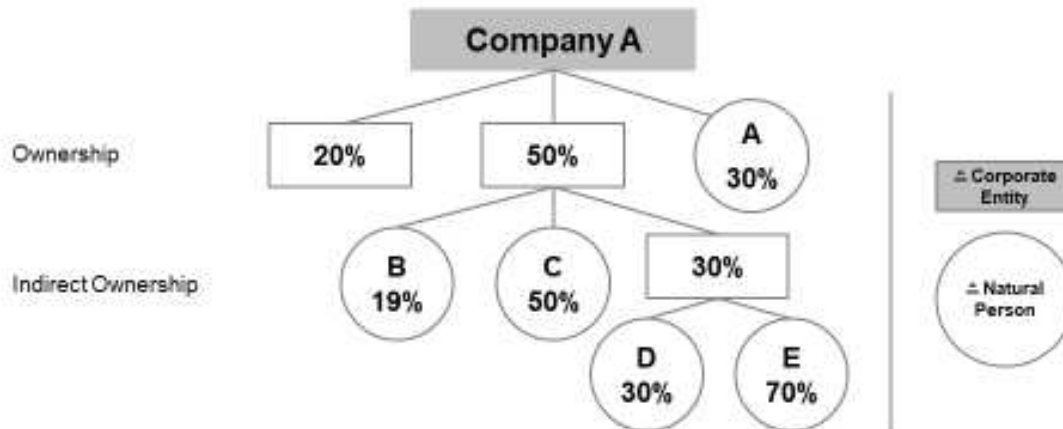 Company A
Ownership
20%
50%
A
30%
≙ Corporate
Entity
Indirect Ownership
B
19%
C
50%
30%
≙ Natural
Person
D
30%
E
70%